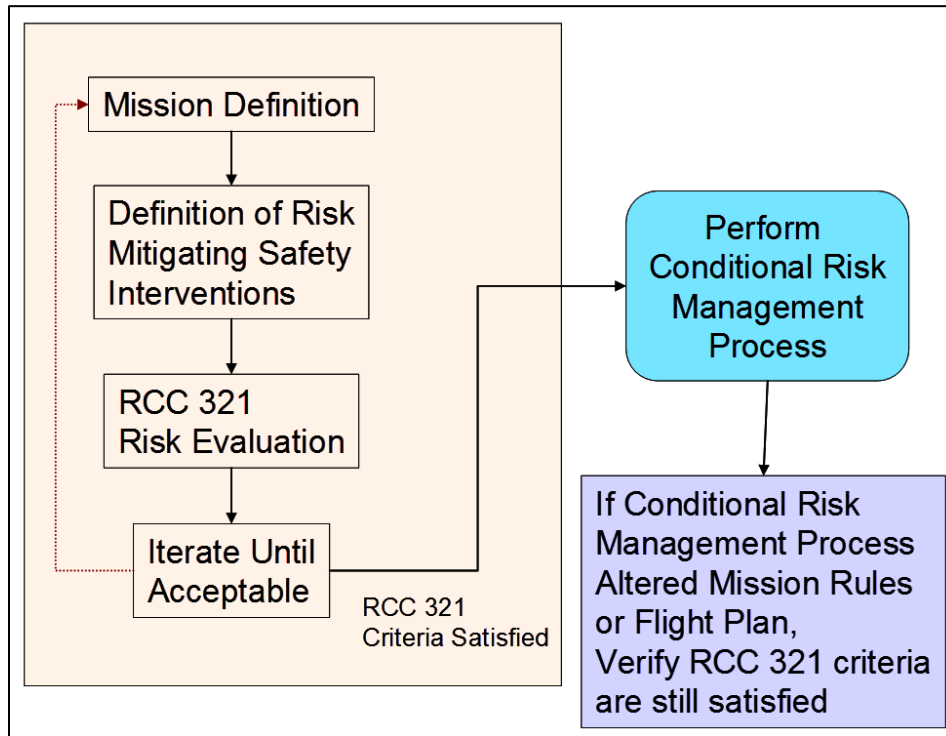 Mission Definition
Definition of Risk
Mitigating Safety
Interventions
RCC 321
Risk Evaluation
Iterate Until
Acceptable
RCC 321
Criteria Satisfied
Perform
Conditional Risk
Management
Process
If Conditional Risk
Management Process
Altered Mission Rules
or Flight Plan,
Verify RCC 321 criteria
are still satisfied